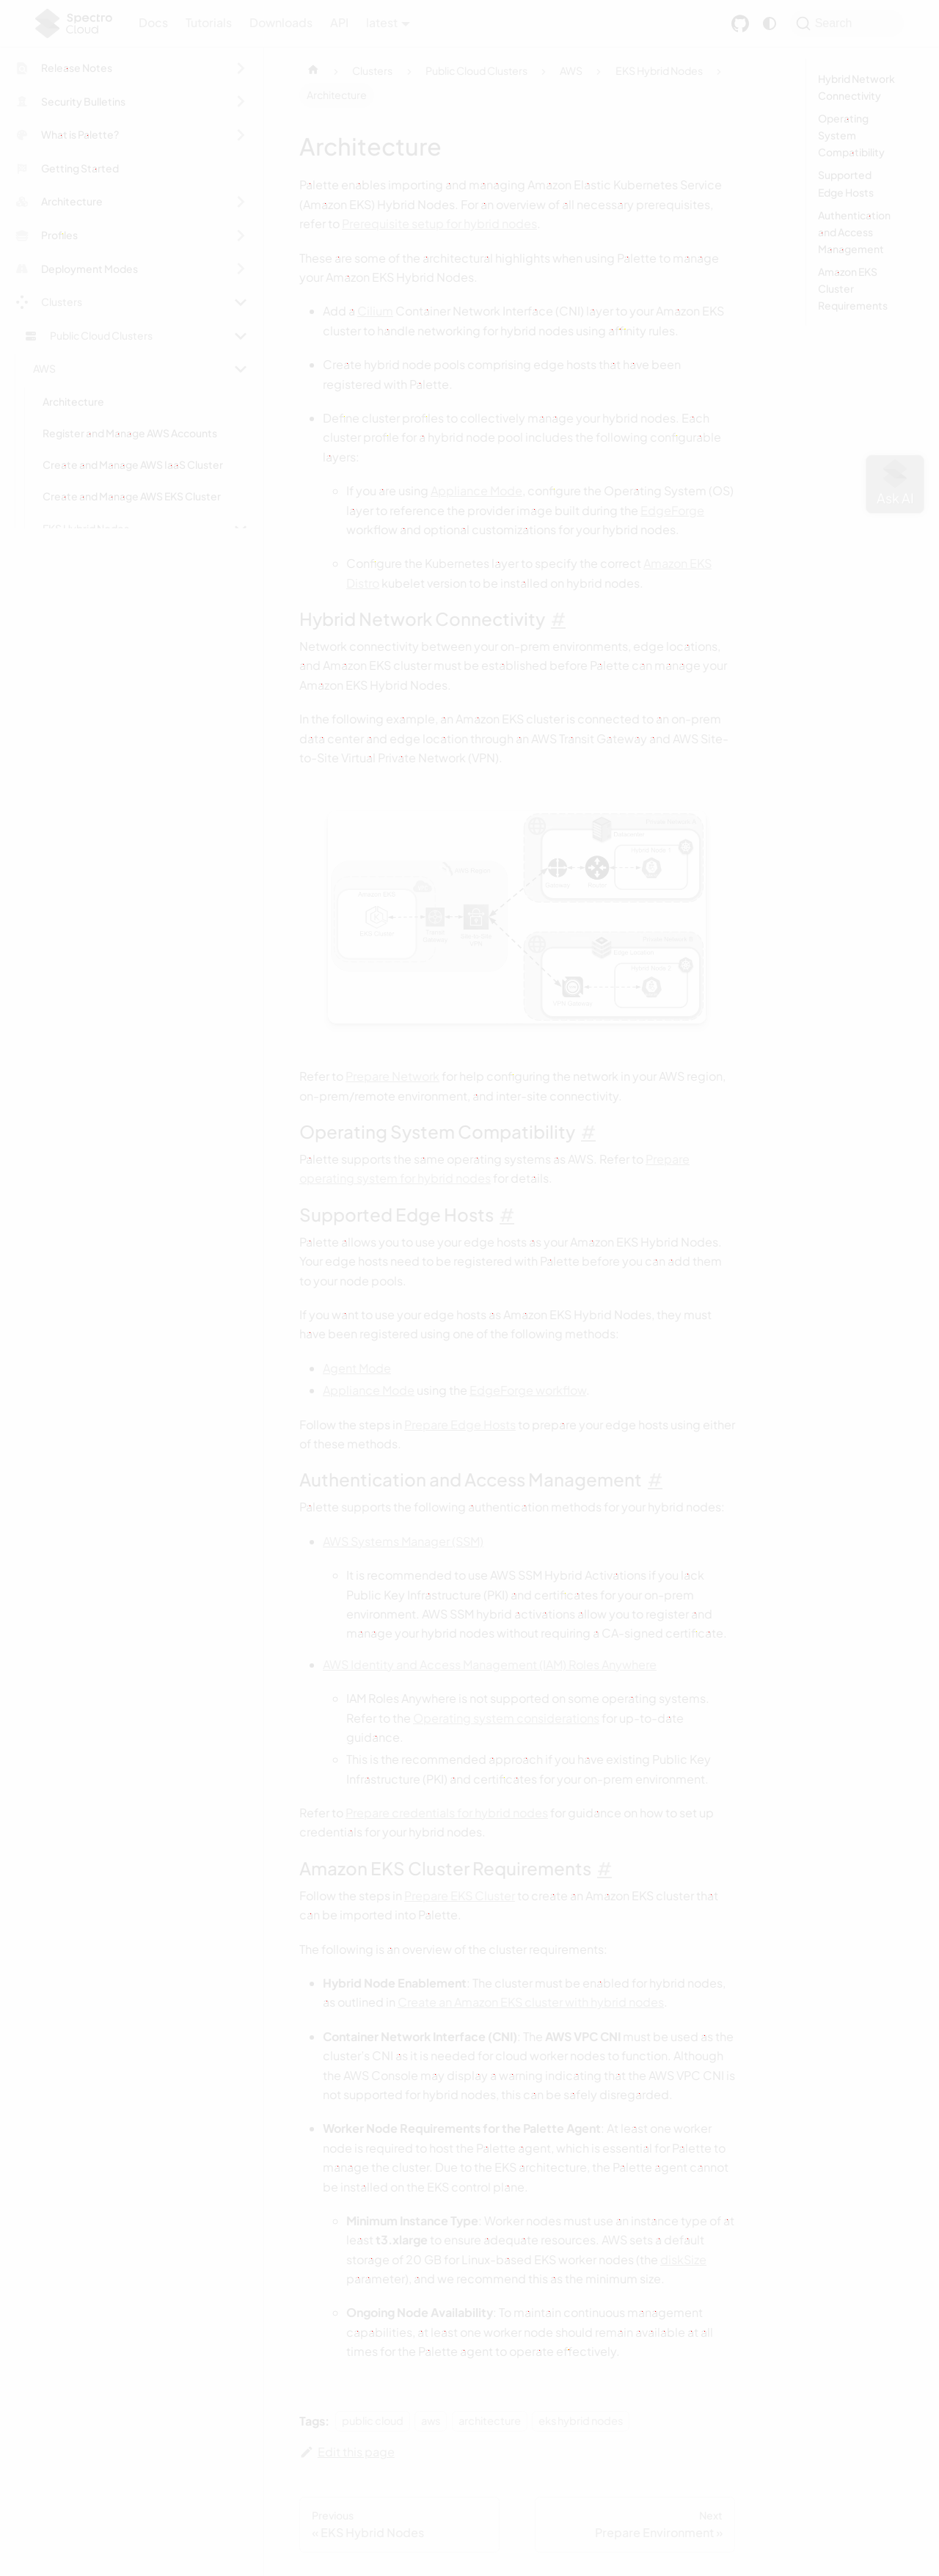 Spectro
Cloud
Docs
Tutorials
Downloads
API
latest
Search
Release Notes
Security Bulletins
What is Palette?
Getting Started
Architecture
Profiles
Deployment Modes
Clusters
Public Cloud Clusters
AWS
Architecture
Register and Manage AWS Accounts
Create and Manage AWS IaaS Cluster
Create and Manage AWS EKS Cluster
EKS Hybrid Nodes
Clusters
Public Cloud Clusters
AWS
EKS Hybrid Nodes
Architecture
Architecture
Palette enables importing and managing Amazon Elastic Kubernetes Service
(Amazon EKS) Hybrid Nodes. For an overview of all necessary prerequisites,
refer to Prerequisite setup for hybrid nodes.
These are some of the architectural highlights when using Palette to manage
your Amazon EKS Hybrid Nodes.
Add a Cilium Container Network Interface (CNI) layer to your Amazon EKS
cluster to handle networking for hybrid nodes using affinity rules.
Create hybrid node pools comprising edge hosts that have been
registered with Palette.
Define cluster profiles to collectively manage your hybrid nodes. Each
cluster profile for a hybrid node pool includes the following configurable
layers:
If you are using Appliance Mode, configure the Operating System (OS)
layer to reference the provider image built during the EdgeForge
workflow and optional customizations for your hybrid nodes.
Configure the Kubernetes layer to specify the correct Amazon EKS
Distro kubelet version to be installed on hybrid nodes.
Hybrid Network Connectivity #
Network connectivity between your on-prem environments, edge locations,
and Amazon EKS cluster must be established before Palette can manage your
Amazon EKS Hybrid Nodes.
In the following example, an Amazon EKS cluster is connected to an on-prem
data center and edge location through an AWS Transit Gateway and AWS Site-
to-Site Virtual Private Network (VPN).
Refer to Prepare Network for help configuring the network in your AWS region,
on-prem/remote environment, and inter-site connectivity.
Operating System Compatibility #
Palette supports the same operating systems as AWS. Refer to Prepare
operating system for hybrid nodes for details.
Supported Edge Hosts #
Palette allows you to use your edge hosts as your Amazon EKS Hybrid Nodes.
Your edge hosts need to be registered with Palette before you can add them
to your node pools.
If you want to use your edge hosts as Amazon EKS Hybrid Nodes, they must
have been registered using one of the following methods:
Agent Mode
Appliance Mode using the EdgeForge workflow
Follow the steps in Prepare Edge Hosts to prepare your edge hosts using either
of these methods.
Authentication and Access Management #
Palette supports the following authentication methods for your hybrid nodes:
AWS Systems Manager (SSM)
It is recommended to use AWS SSM Hybrid Activations if you lack
Public Key Infrastructure (PKI) and certificates for your on-prem
environment. AWS SSM hybrid activations allow you to register and
manage your hybrid nodes without requiring a CA-signed certificate.
AWS Identity and Access Management (IAM) Roles Anywhere
IAM Roles Anywhere is not supported on some operating systems.
Refer to the Operating system considerations for up-to-date
guidance.
This is the recommended approach if you have existing Public Key
Infrastructure (PKI) and certificates for your on-prem environment.
Refer to Prepare credentials for hybrid nodes for guidance on how to set up
credentials for your hybrid nodes.
Amazon EKS Cluster Requirements #
Follow the steps in Prepare EKS Cluster to create an Amazon EKS cluster that
can be imported into Palette.
The following is an overview of the cluster requirements:
Hybrid Node Enablement: The cluster must be enabled for hybrid nodes,
as outlined in Create an Amazon EKS cluster with hybrid nodes.
Container Network Interface (CNI): The AWS VPC CNI must be used as the
cluster's CNI as it is needed for cloud worker nodes to function. Although
the AWS Console may display a warning indicating that the AWS VPC CNI is
not supported for hybrid nodes, this can be safely disregarded.
Worker Node Requirements for the Palette Agent: At least one worker
node is required to host the Palette agent, which is essential for Palette to
manage the cluster. Due to the EKS architecture, the Palette agent cannot
be installed on the EKS control plane.
Minimum Instance Type: Worker nodes must use an instance type of at
least t3.xlarge to ensure adequate resources. AWS sets a default
storage of 20 GB for Linux-based EKS worker nodes (the diskSize
parameter), and we recommend this as the minimum size.
Ongoing Node Availability: To maintain continuous management
capabilities, at least one worker node should remain available at all
times for the Palette agent to operate effectively.
Tags:
public cloud
aws
architecture
eks hybrid nodes
Edit this page
Previous
« EKS Hybrid Nodes
Next
Prepare Environment »
Hybrid Network
Connectivity
Operating
System
Compatibility
Supported
Edge Hosts
Authentication
and Access
Management
Amazon EKS
Cluster
Requirements
Ask AI